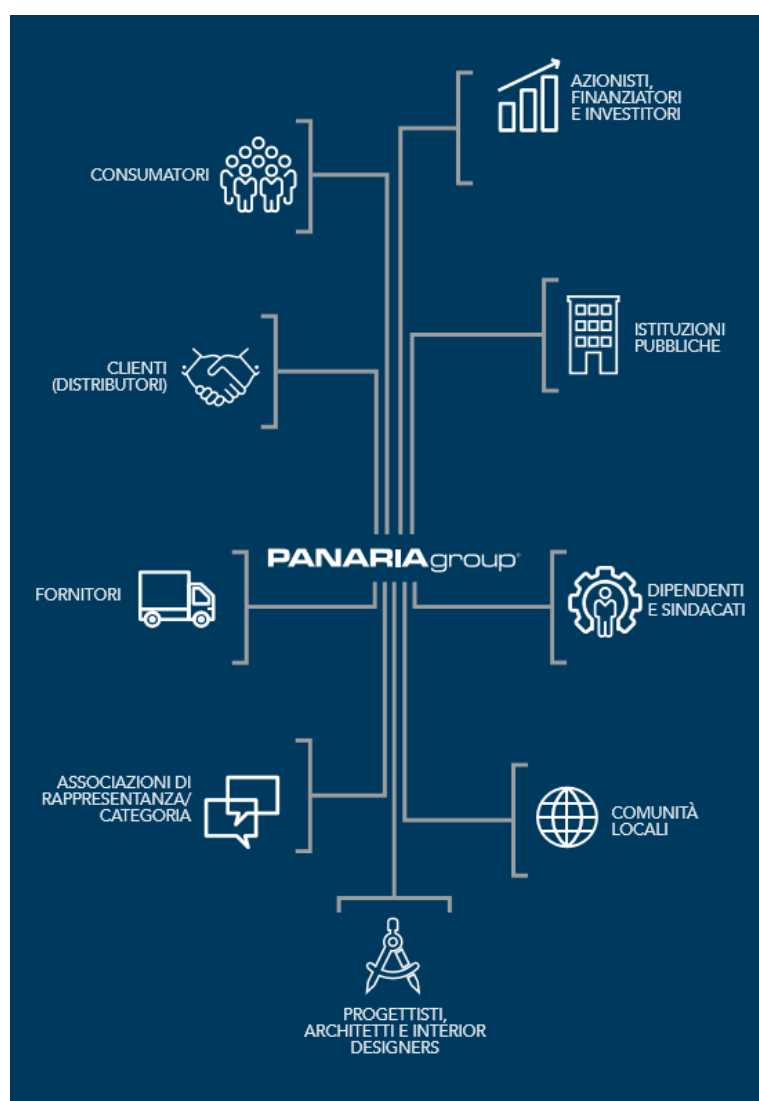 AZIONISTI,
FINANZIATORI
E INVESTITORI
CONSUMATORI
ISTITUZIONI
PUBBLICHE
CLIENTI
(DISTRIBUTORI)
PANARIAgroup®
FORNITORI
DIPENDENTI
E SINDACATI
ASSOCIAZIONI DI
RAPPRESENTANZA/
CATEGORIA
COMUNITÀ
LOCALI
PROGETTISTI,
ARCHITETTI E INTERIOR
DESIGNERS